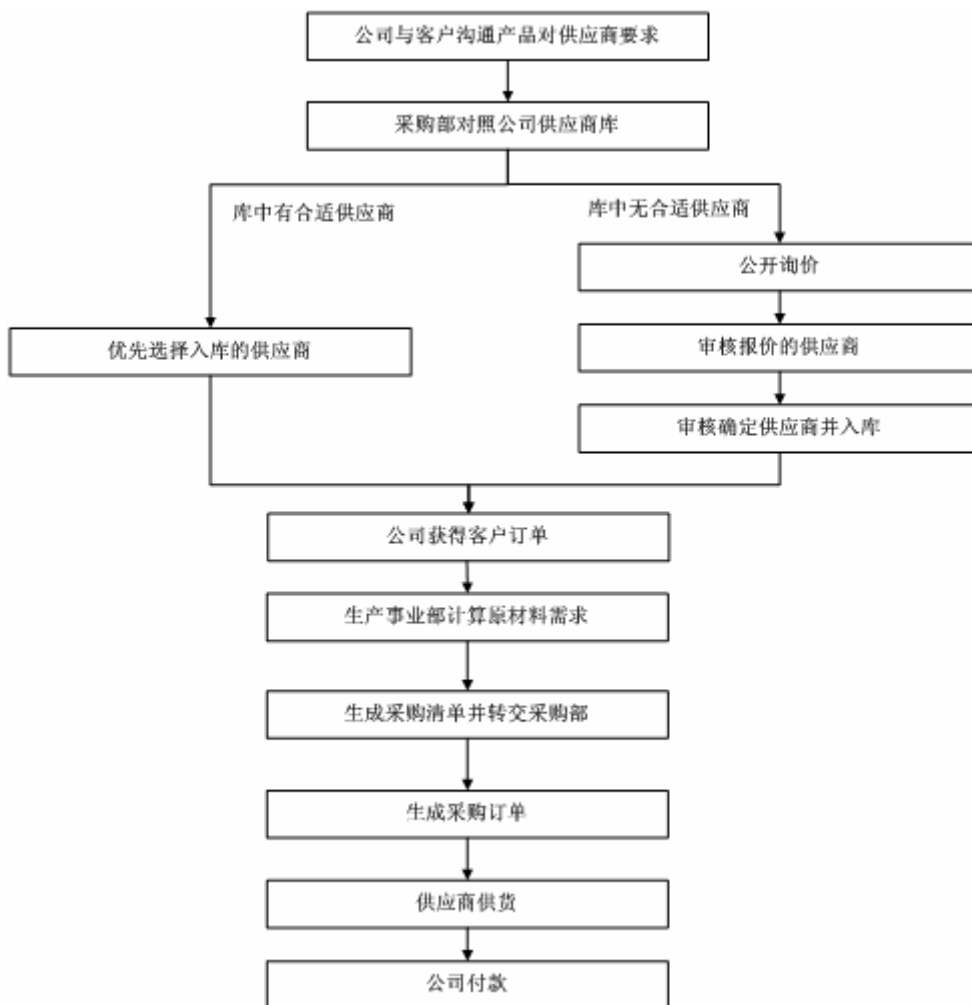 公司与客户沟通产品对供应商要求
采购部对照公司供应商库
库中有合适供应商
库中无合适供应商
公开询价
优先选择入库的供应商
审核报价的供应商
审核确定供应商并入库
公司获得客户订单
生产事业部计算原材料需求
生成采购清单并转交采购部
生成采购订单
供应商供货
公司付款